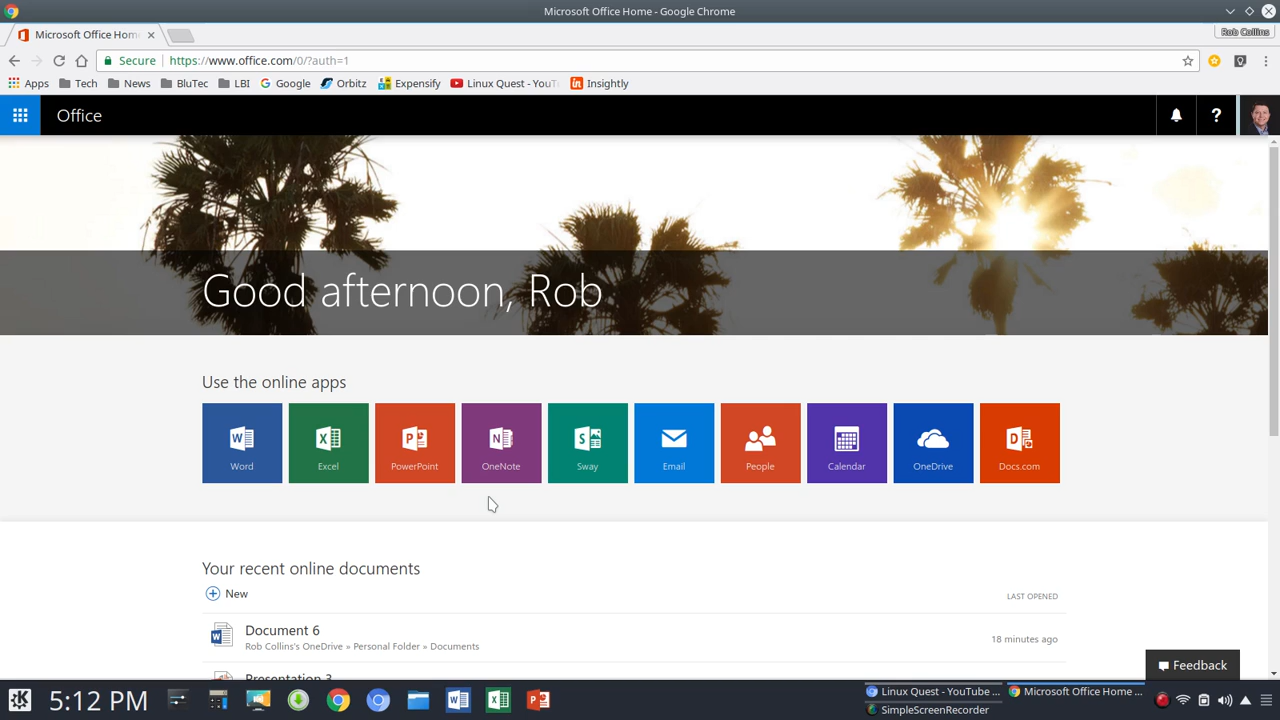 Microsoft Office Home - Google Chrome
Microsoft Office Hom
Rob Collins
Secure
https://www.office.com/0/?auth=1
Apps
Tech
News
BluTec
LBI
Google
Orbitz
Expensify
Linux Quest - YouT
Insightly
Office
?
Good afternoon, Rob
Use the online apps
Word
Excel
PowerPoint
OneNote
Sway
Email
People
Calendar
OneDrive
Docs.com
Your recent online documents
New
LAST OPENED
Document 6
Rob Collins's OneDrive » Personal Folder » Documents
18 minutes ago
Presentation 3
Feedback
5:12 PM
Linux Quest - YouTube ...
Microsoft Office Home ...
SimpleScreenRecorder